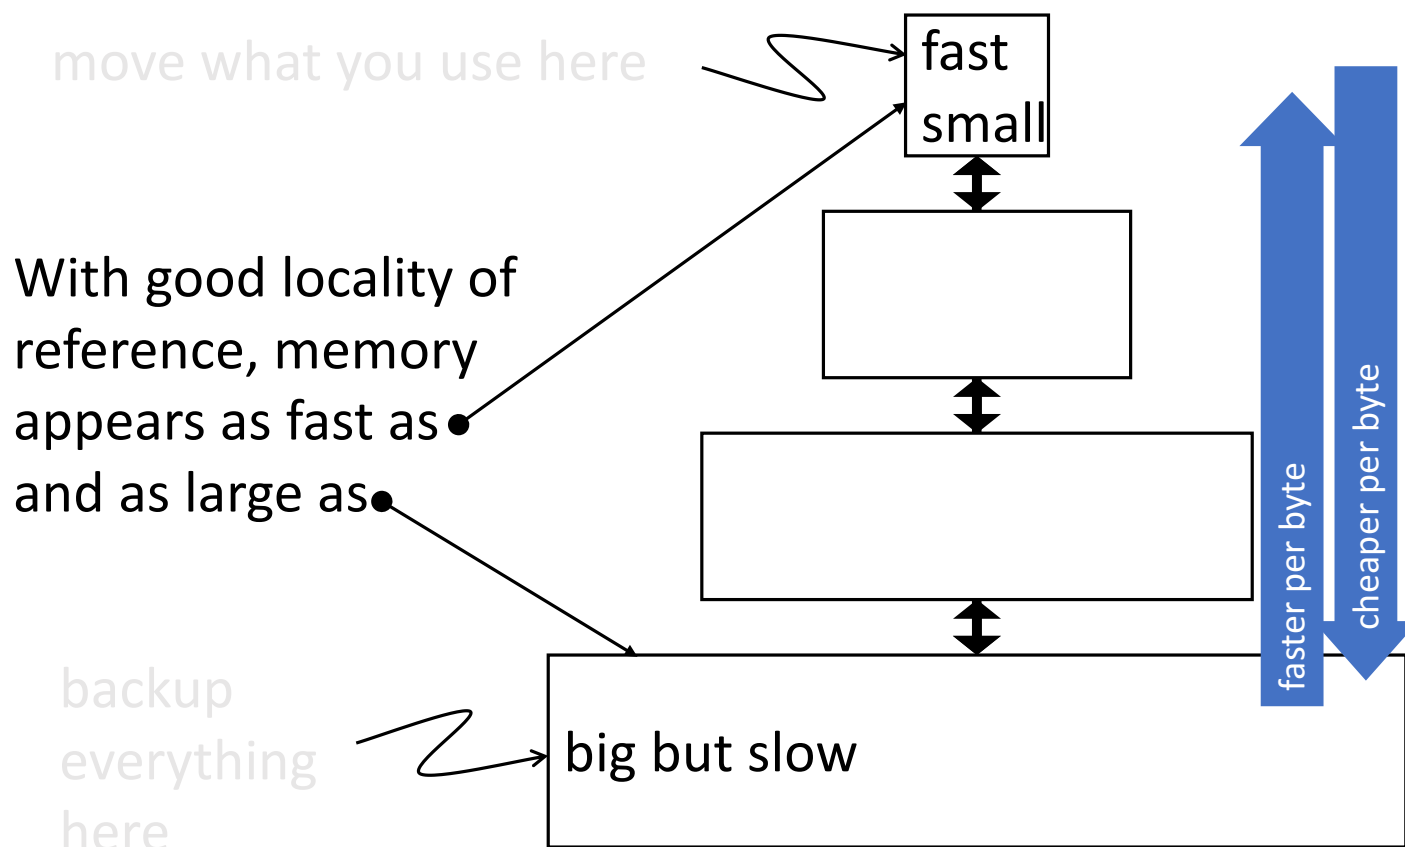 move what you use here
fast
small
With good locality of
reference, memory
appears as fast as
and as large as
faster per byte
cheaper per byte
backup
everything
here
big but slow